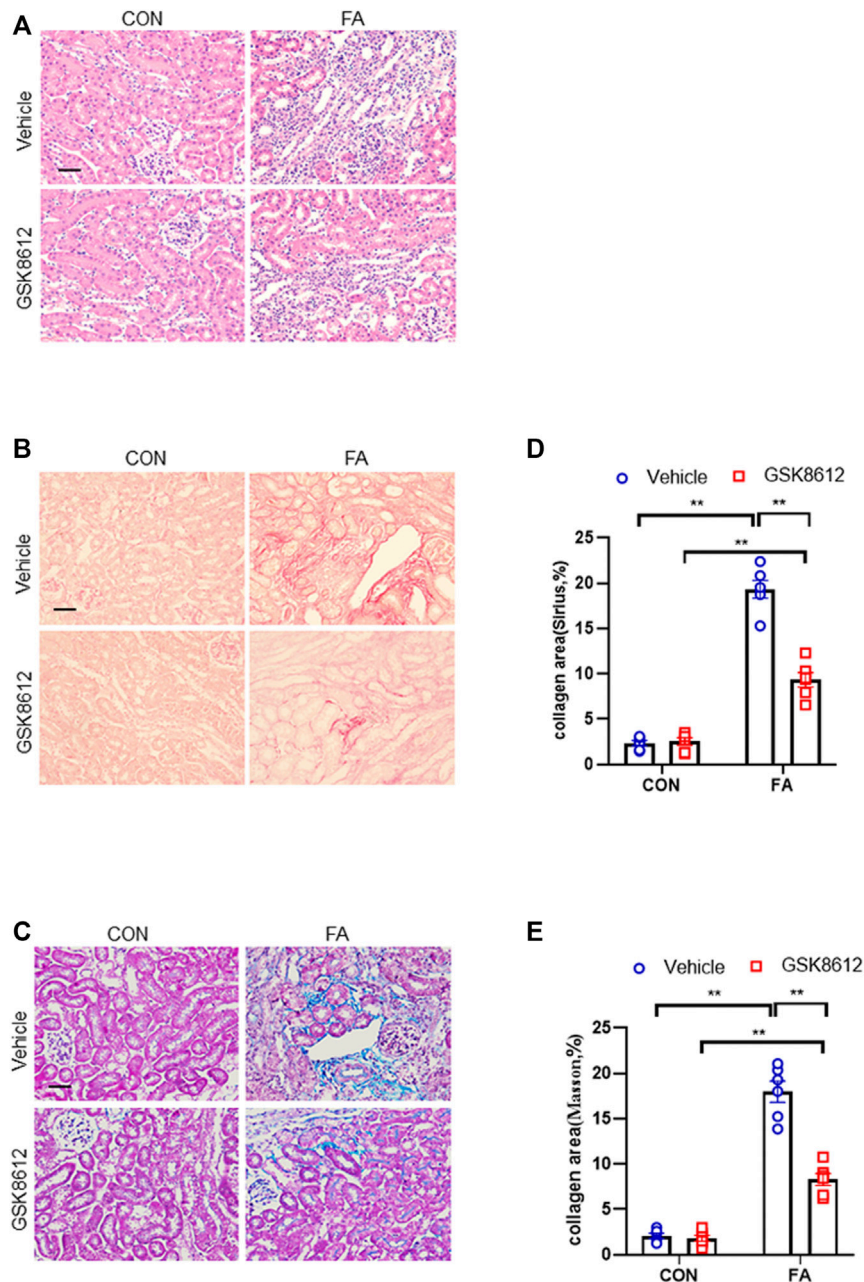 A
CON FA
Vehicle
GSK8612
B
CON FA
Vehicle
GSK8612
D
Vehicle GSK8612
** **
**
collagen area(Sirius,%)
25
20
15
10
5
0
CON FA
C
CON FA
Vehicle
GSK8612
E
Vehicle GSK8612
** **
**
collagen area(Masson,%)
25
20
15
10
5
0
CON FA